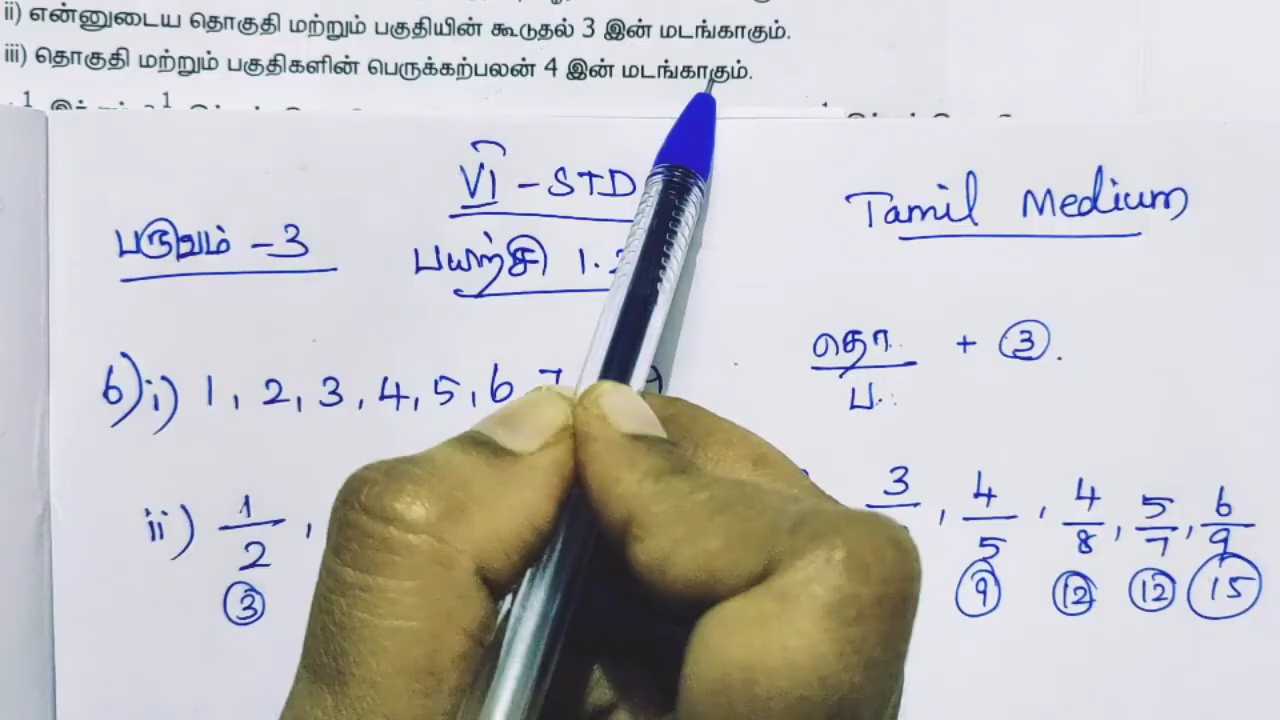 ii) என்னுடைய தொகுதி மற்றும் பகுதியின் கூடுதல் 3 இன் மடங்காகும்.
iii) தொகுதி மற்றும் பகுதிகளின் பெருக்கற்பலன் 4 இன் மடங்காகும்.
VI - STD
Tamil Medium
பருவம் - 3
பயிற்சி 1.
6) i) 1, 2, 3, 4, 5, 6, 7
தொ.. + 3.
ப..
ii) 1/2, 3, 4/5, 4/8, 5/7, 6/9
3 9 12 12 15